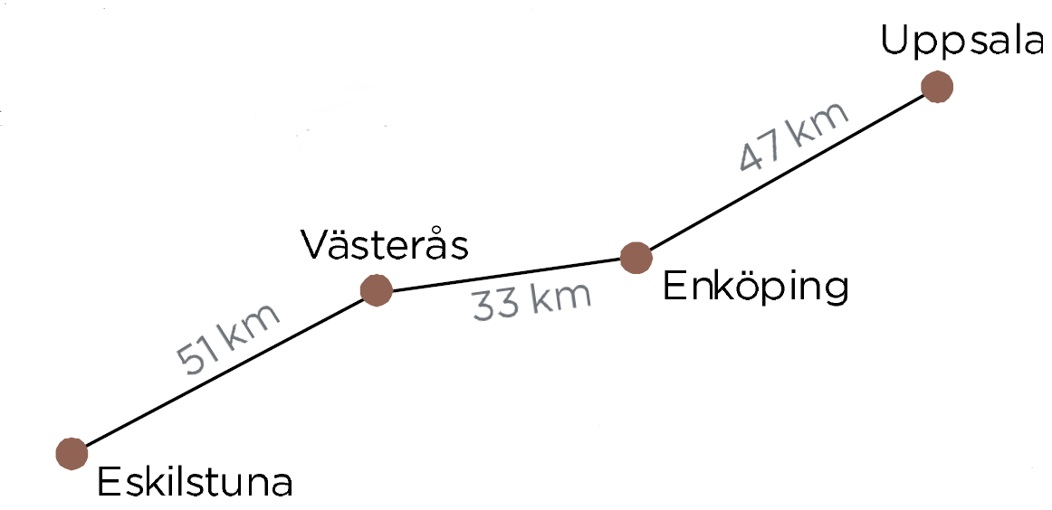 Uppsala
47 km
Västerås
Enköping
33 km
51 km
Eskilstuna